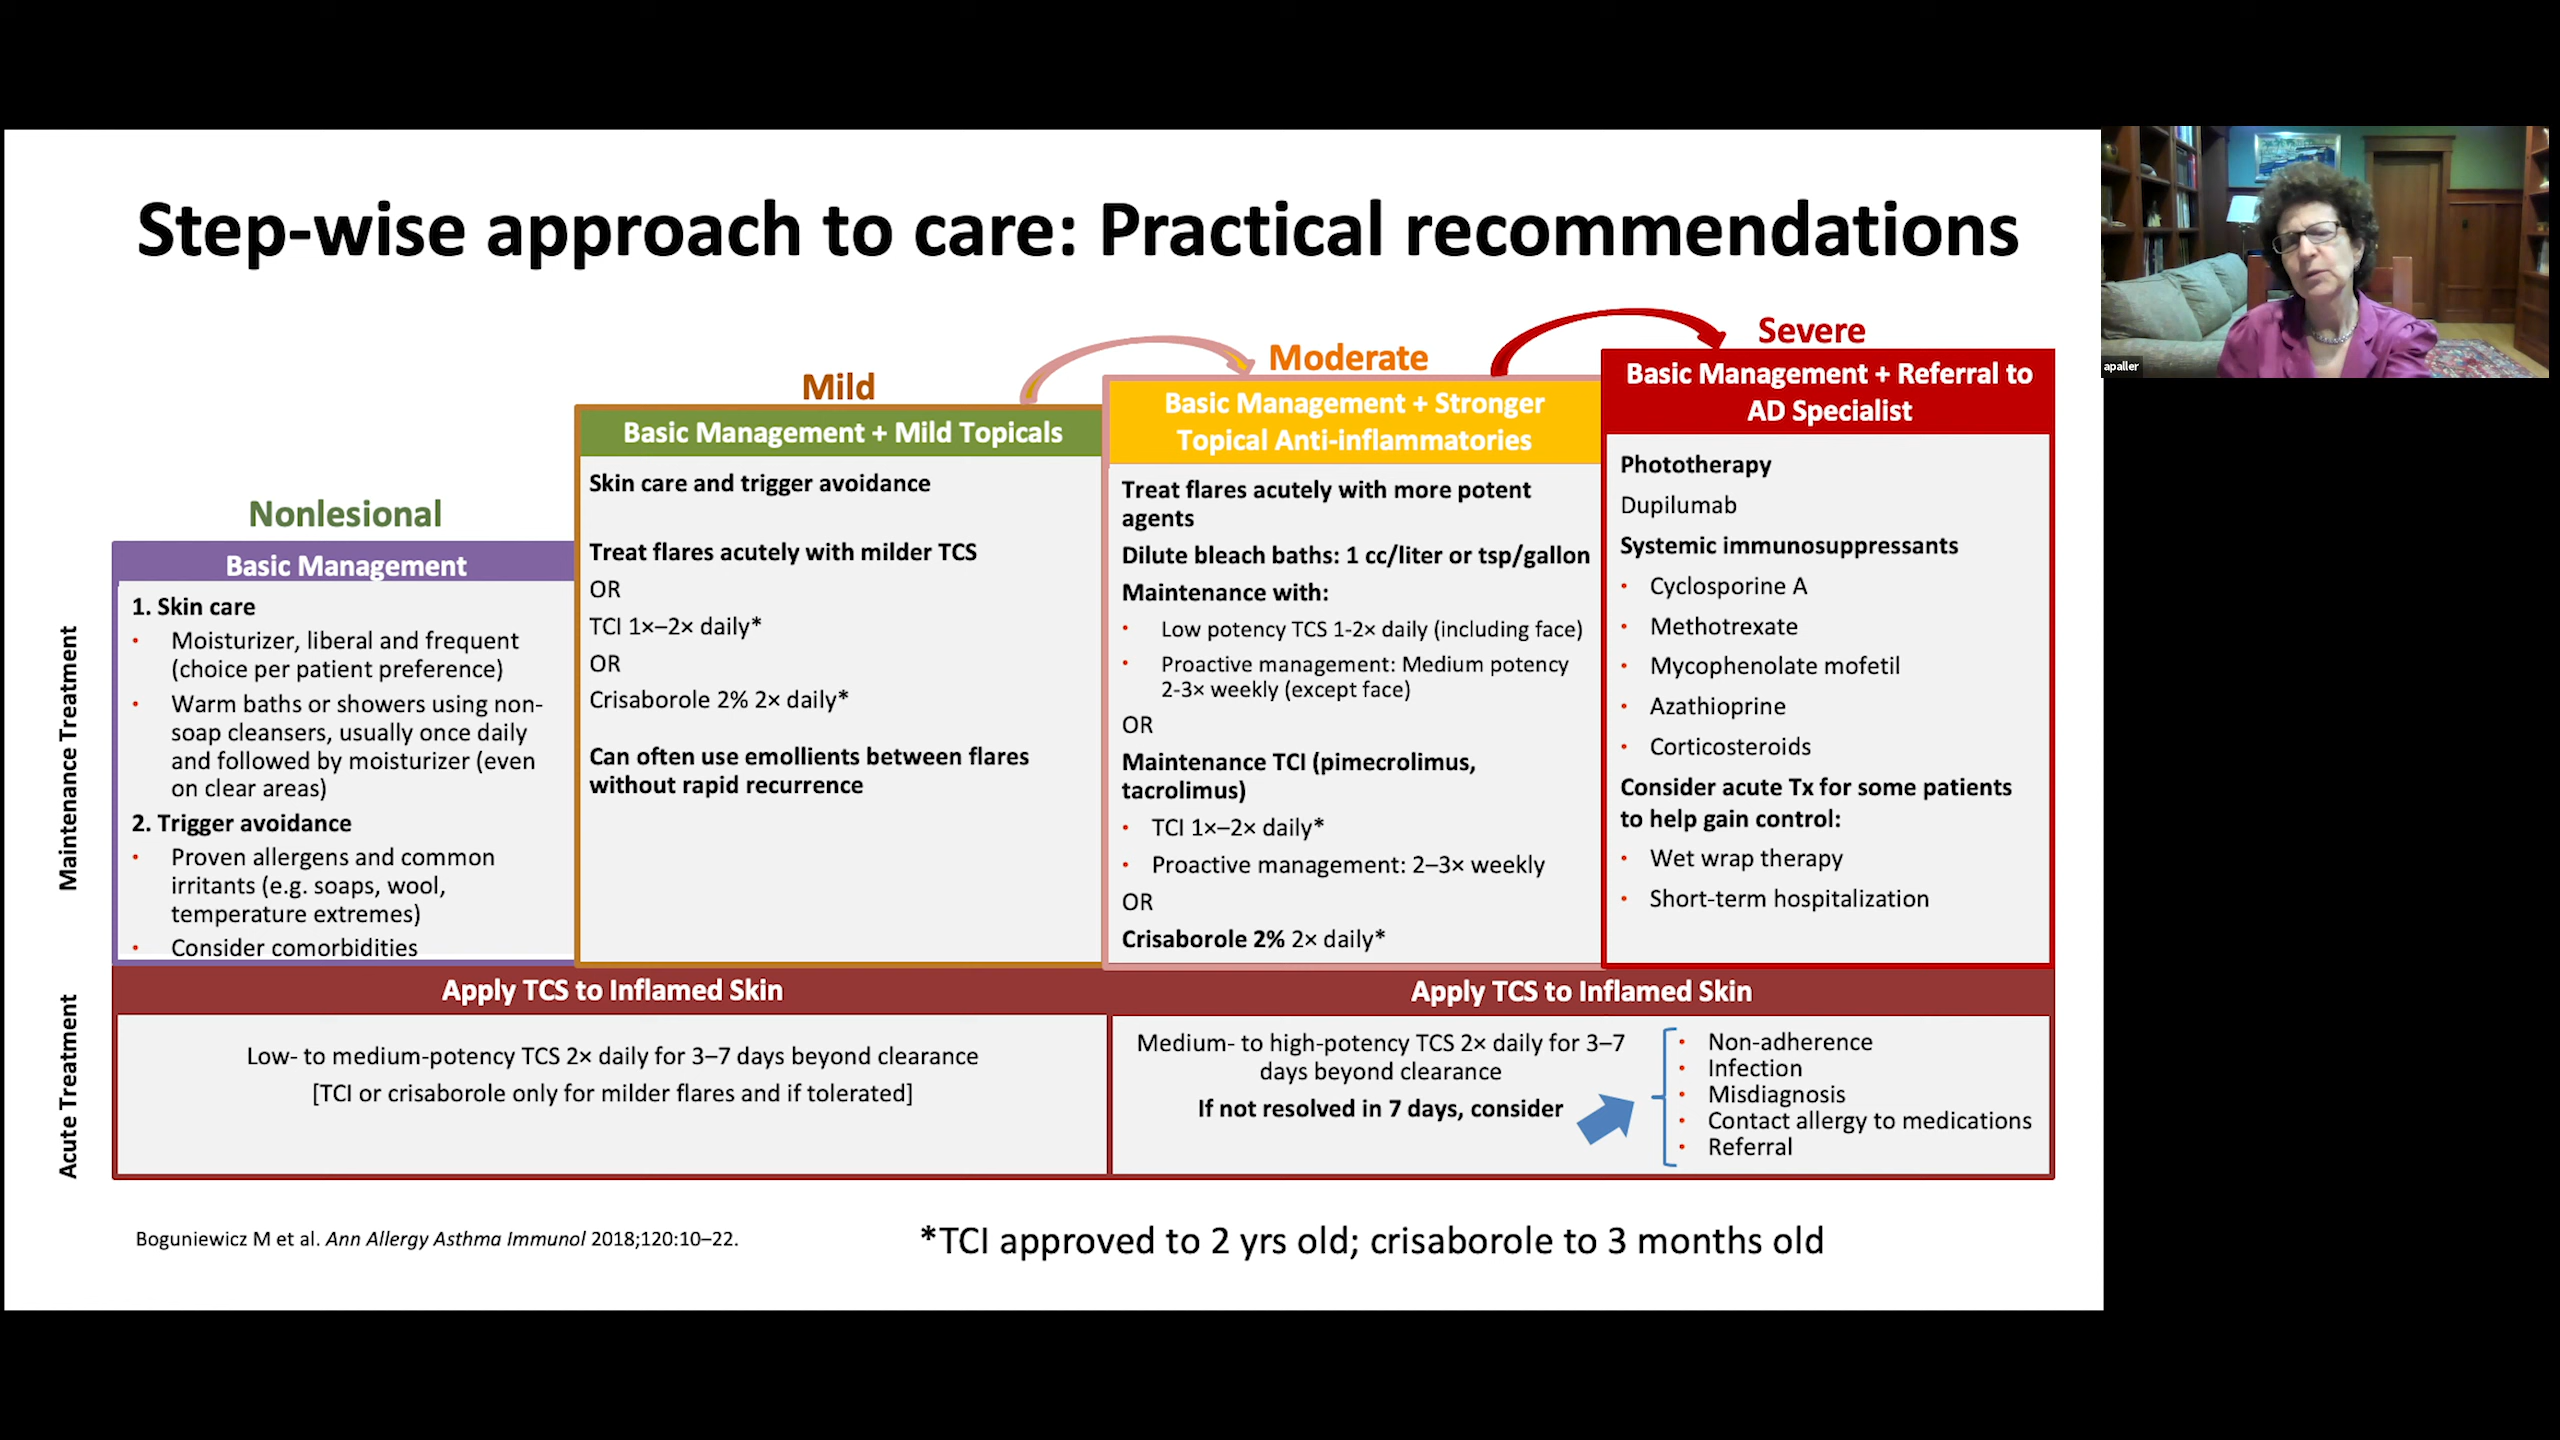 Step-wise approach to care: Practical recommendations
Nonlesional
Basic Management
1. Skin care
• Moisturizer, liberal and frequent
(choice per patient preference)
• Warm baths or showers using non-
soap cleansers, usually once daily
and followed by moisturizer (even
on clear areas)
2. Trigger avoidance
• Proven allergens and common
irritants (e.g. soaps, wool,
temperature extremes)
• Consider comorbidities
Mild
Basic Management + Mild Topicals
Skin care and trigger avoidance
Treat flares acutely with milder TCS
OR
TCI 1×–2× daily*
OR
Crisaborole 2% 2× daily*
Can often use emollients between flares
without rapid recurrence
Moderate
Basic Management + Stronger
Topical Anti-inflammatories
Treat flares acutely with more potent
agents
Dilute bleach baths: 1 cc/liter or tsp/gallon
Maintenance with:
• Low potency TCS 1-2× daily (including face)
• Proactive management: Medium potency
2-3× weekly (except face)
OR
Maintenance TCI (pimecrolimus,
tacrolimus)
• TCI 1×–2× daily*
• Proactive management: 2–3× weekly
OR
Crisaborole 2% 2× daily*
Severe
Basic Management + Referral to
AD Specialist
Phototherapy
Dupilumab
Systemic immunosuppressants
• Cyclosporine A
• Methotrexate
• Mycophenolate mofetil
• Azathioprine
• Corticosteroids
Consider acute Tx for some patients
to help gain control:
• Wet wrap therapy
• Short-term hospitalization
Maintenance Treatment
Acute Treatment
Apply TCS to Inflamed Skin
Low- to medium-potency TCS 2× daily for 3–7 days beyond clearance
[TCI or crisaborole only for milder flares and if tolerated]
Apply TCS to Inflamed Skin
Medium- to high-potency TCS 2× daily for 3–7
days beyond clearance
If not resolved in 7 days, consider
• Non-adherence
• Infection
• Misdiagnosis
• Contact allergy to medications
• Referral
Boguniewicz M et al. Ann Allergy Asthma Immunol 2018;120:10–22.
*TCI approved to 2 yrs old; crisaborole to 3 months old
apaller